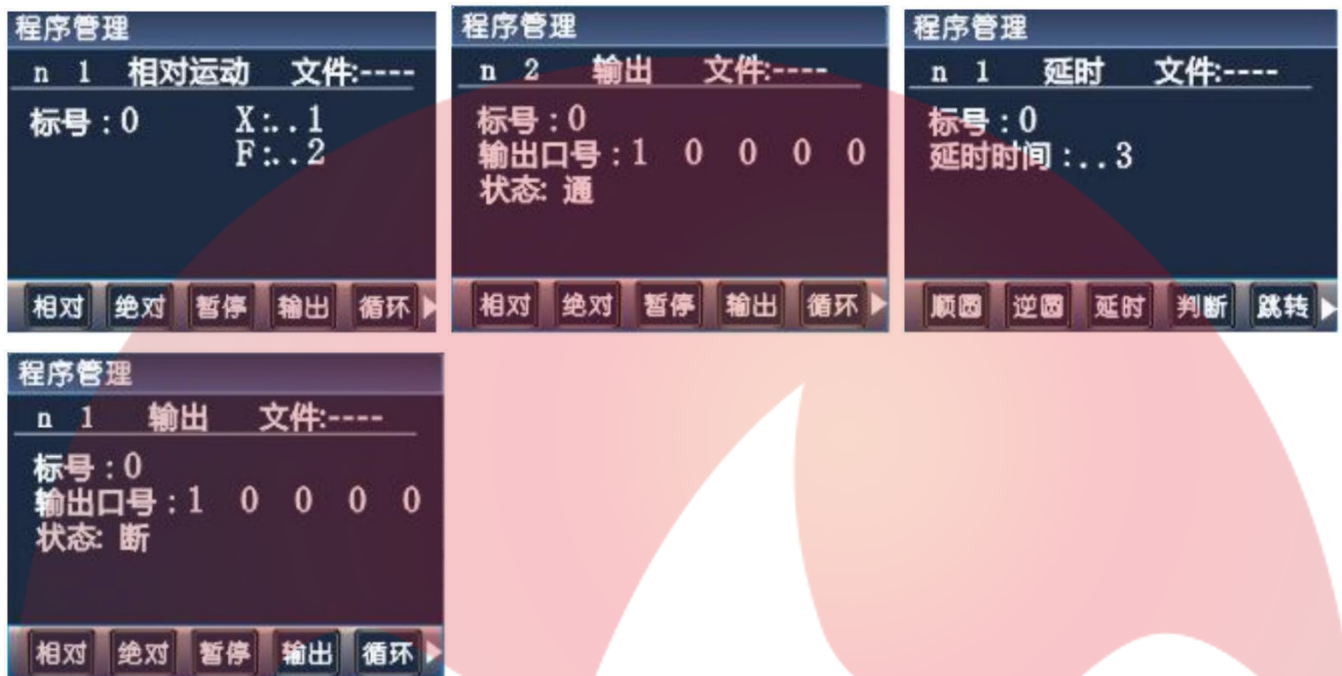 程序管理
n 1 相对运动 文件:----
标号:0 X:..1
F:..2
相对 绝对 暂停 输出 循环
程序管理
n 2 输出 文件:----
标号:0
输出口号:1 0 0 0 0
状态: 通
相对 绝对 暂停 输出 循环
程序管理
n 1 延时 文件:----
标号:0
延时时间:..3
顺圆 逆圆 延时 判断 跳转
程序管理
n 1 输出 文件:----
标号:0
输出口号:1 0 0 0 0
状态: 断
相对 绝对 暂停 输出 循环